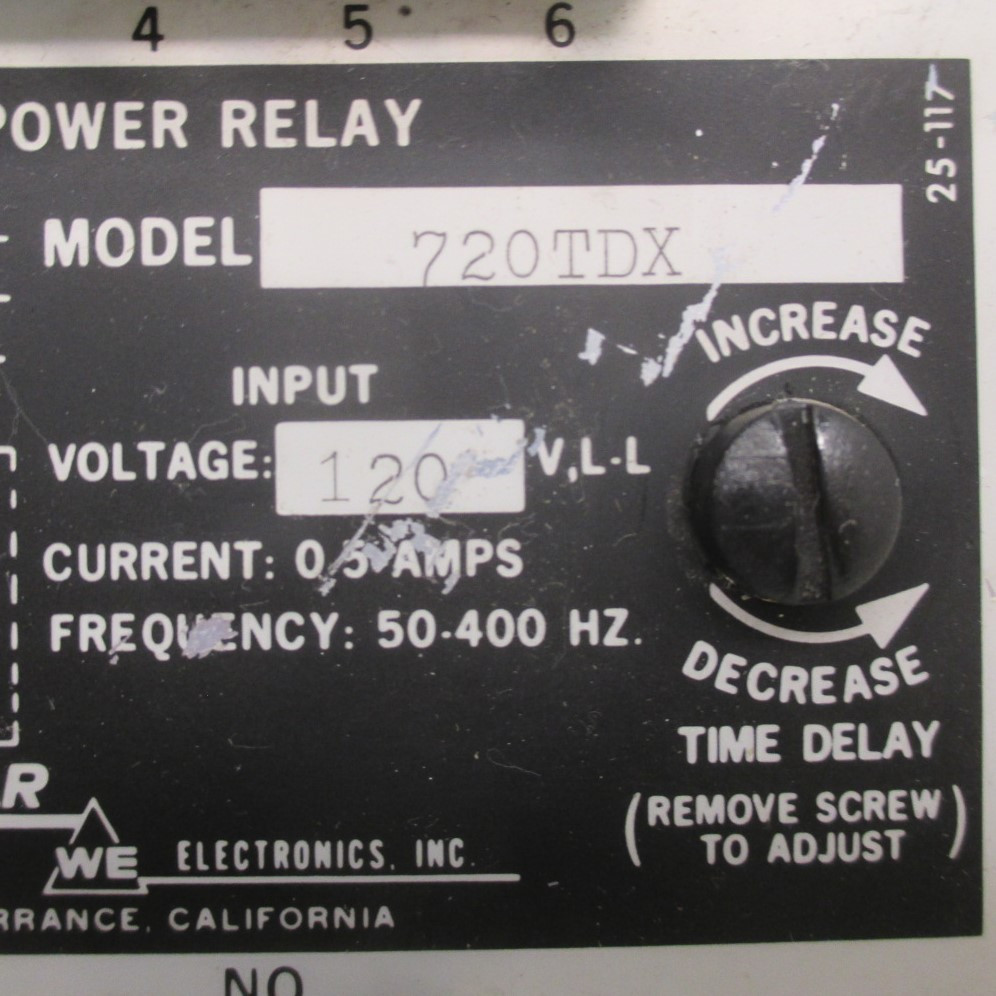 4 5 6
POWER RELAY
25-117
MODEL 720TDX
INCREASE
INPUT
VOLTAGE: 120 V,L-L
CURRENT: 0.5 AMPS
FREQUENCY: 50-400 HZ.
DECREASE
TIME DELAY
(REMOVE SCREW
TO ADJUST)
R
WE ELECTRONICS, INC.
RRANCE, CALIFORNIA
NO